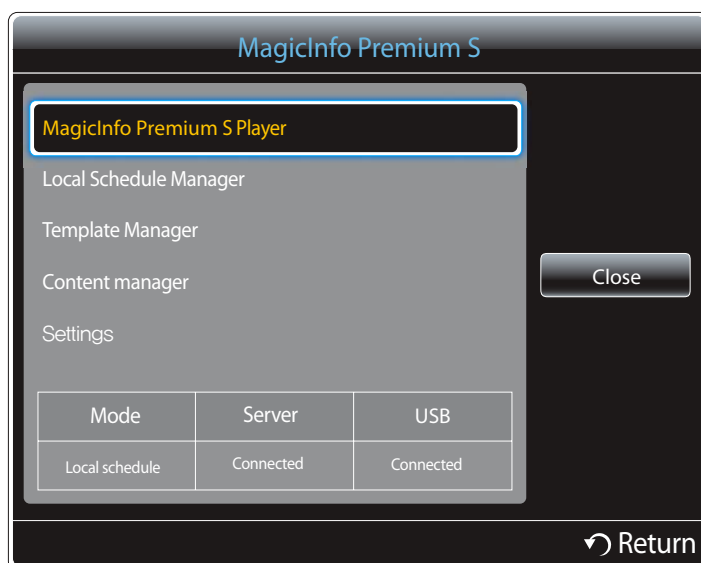 MagicInfo Premium S
MagicInfo Premium S Player
Local Schedule Manager
Template Manager
Content manager
Close
Settings
Mode Server USB
Local schedule Connected Connected
Return